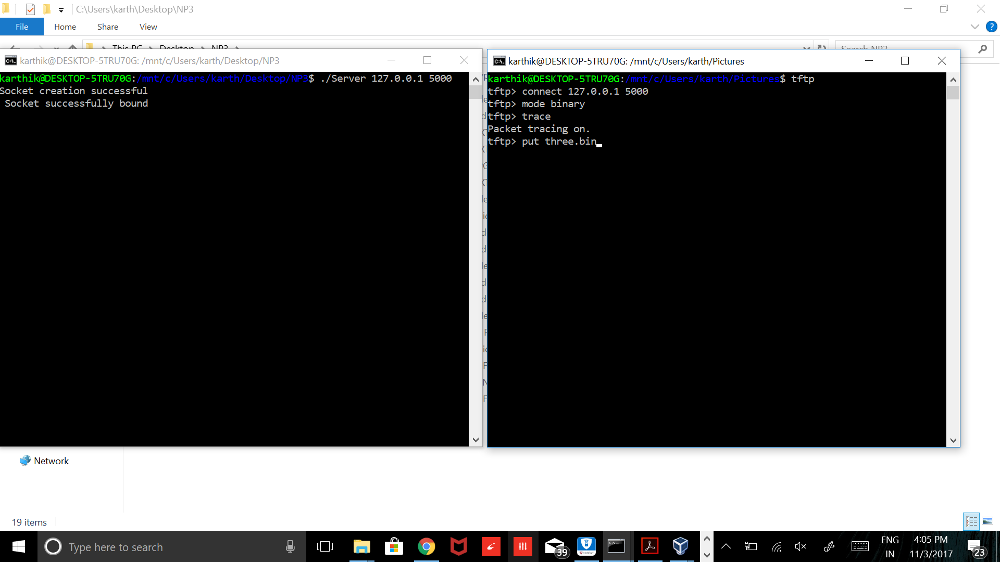 C:\Users\karth\Desktop\NP3
File Home Share View
This PC Desktop NP3
Search NP3
karthik@DESKTOP-5TRU70G: /mnt/c/Users/karth/Desktop/NP3
karthik@DESKTOP-5TRU70G:/mnt/c/Users/karth/Desktop/NP3$ ./Server 127.0.0.1 5000
Socket creation successful
Socket successfully bound
karthik@DESKTOP-5TRU70G: /mnt/c/Users/karth/Pictures
karthik@DESKTOP-5TRU70G:/mnt/c/Users/karth/Pictures$ tftp
tftp> connect 127.0.0.1 5000
tftp> mode binary
tftp> trace
Packet tracing on.
tftp> put three.bin
Network
19 items
Type here to search
39
ENG
IN
4:05 PM
11/3/2017
23